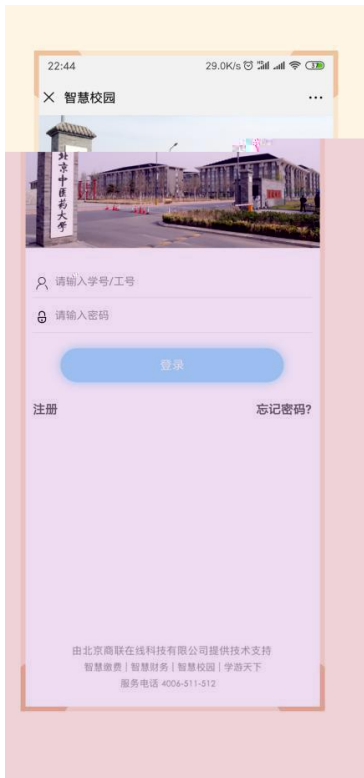 22:44 29.0K/s
智慧校园
北京中医药大学
请输入学号/工号
请输入密码
登录
注册 忘记密码?
由北京商联在线科技有限公司提供技术支持
智慧缴费 | 智慧财务 | 智慧校园 | 学游天下
服务电话 4006-511-512